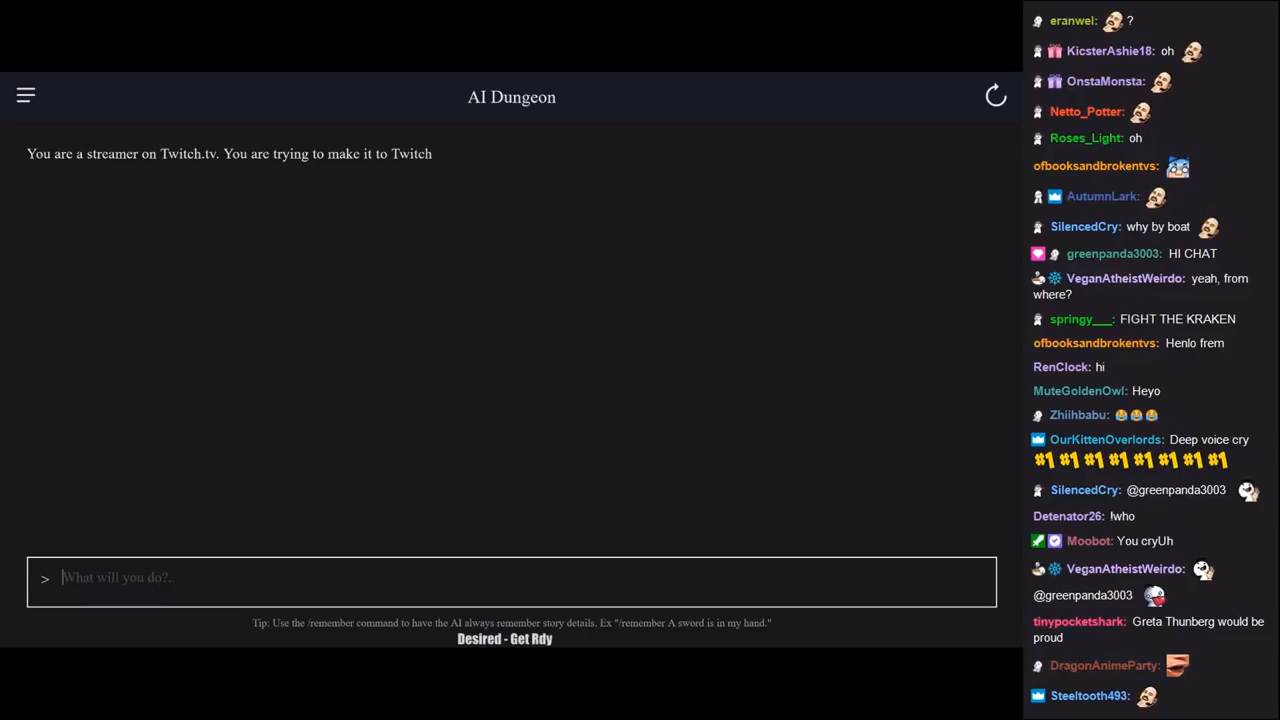 AI Dungeon
You are a streamer on Twitch.tv. You are trying to make it to Twitch
> What will you do?..
Tip: Use the /remember command to have the AI always remember story details. Ex "/remember A sword is in my hand."
Desired - Get Rdy
eranwel: ?
KicsterAshie18: oh
OnstaMonsta:
Netto_Potter:
Roses_Light: oh
ofbooksandbrokentvs:
AutumnLark:
SilencedCry: why by boat
greenpanda3003: HI CHAT
VeganAtheistWeirdo: yeah, from
where?
springy___: FIGHT THE KRAKEN
ofbooksandbrokentvs: Henlo frem
RenClock: hi
MuteGoldenOwl: Heyo
Zhiihbabu: 😂😂😂
OurKittenOverlords: Deep voice cry
#1 #1 #1 #1 #1 #1 #1 #1
SilencedCry: @greenpanda3003
Detenator26: !who
Moobot: You cryUh
VeganAtheistWeirdo:
@greenpanda3003
tinypocketshark: Greta Thunberg would be
proud
DragonAnimeParty:
Steeltooth493: